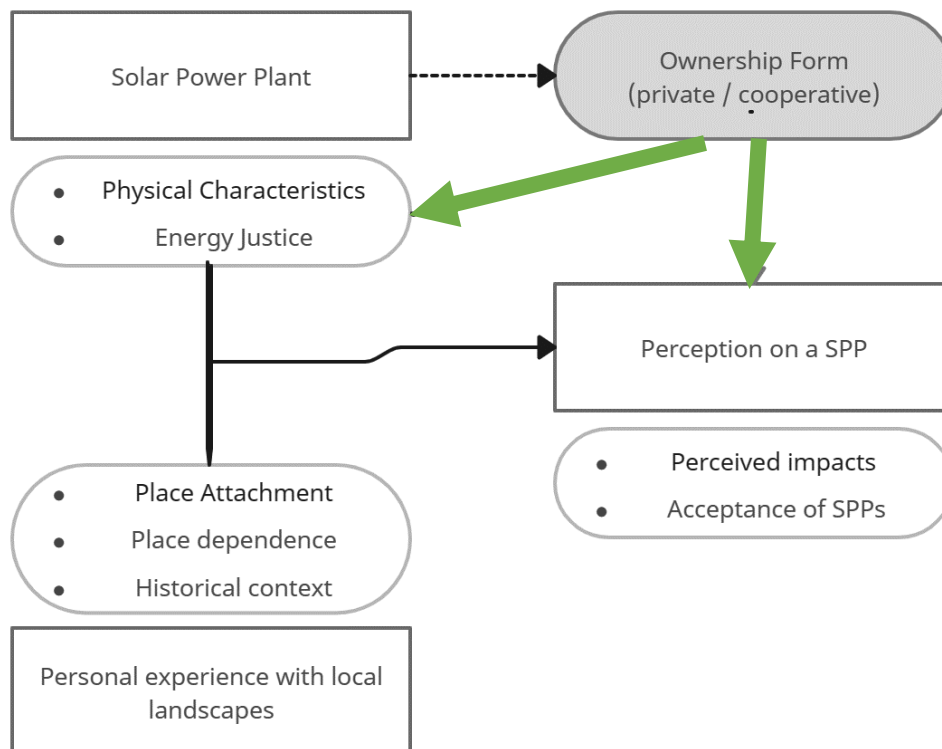 Solar Power Plant
Ownership Form
(private / cooperative)
Physical Characteristics
Energy Justice
Perception on a SPP
Perceived impacts
Acceptance of SPPs
Place Attachment
Place dependence
Historical context
Personal experience with local
landscapes